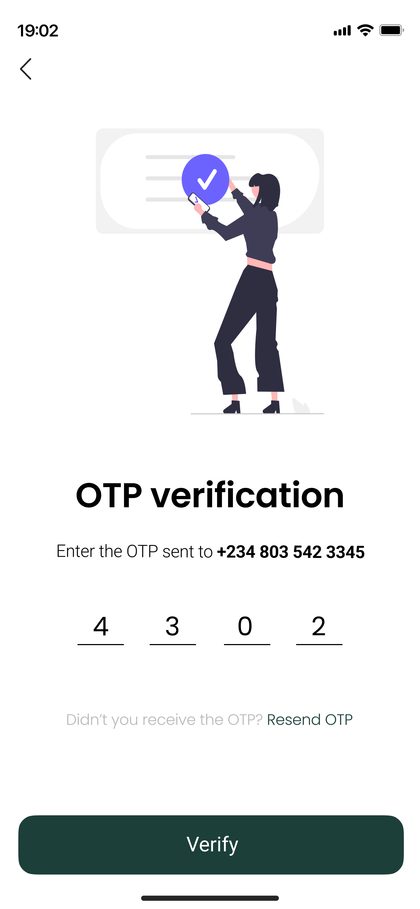 19:02
OTP verification
Enter the OTP sent to +234 803 542 3345
4 3 0 2
Didn't you receive the OTP? Resend OTP
Verify